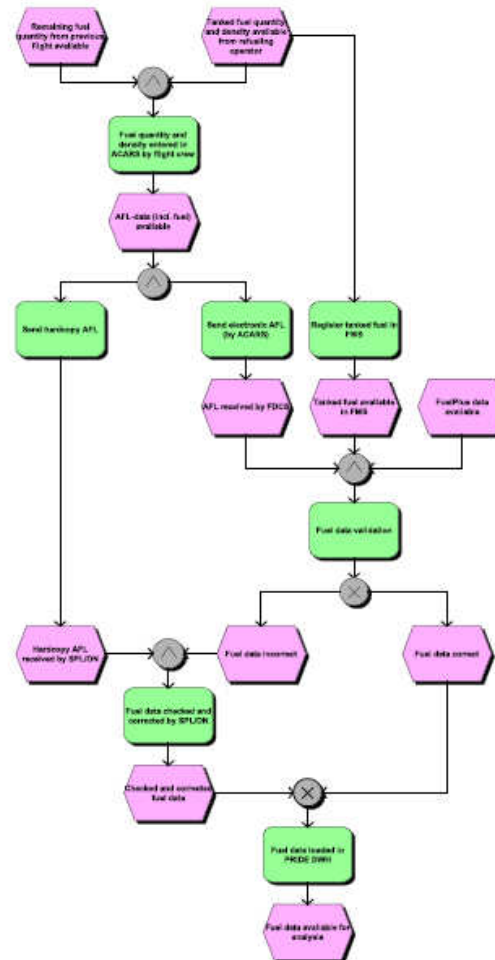 Remaining fuel
quantity from previous
flight available
Tanked fuel quantity
and density available
from refueling
operator
Fuel quantity and
density entered in
ACARS by flight crew
AFL-data (incl. fuel)
available
Send hardcopy AFL
Send electronic AFL
(by ACARS)
Register tanked fuel in
FMS
AFL received by FDCS
Tanked fuel available
in FMS
FuelPlus data
available
Fuel data validation
Hardcopy AFL
received by SPL/DN
Fuel data incorrect
Fuel data correct
Fuel data checked and
corrected by SPL/DN
Checked and corrected
fuel data
Fuel data loaded in
PRIDE DWH
Fuel data available for
analysis